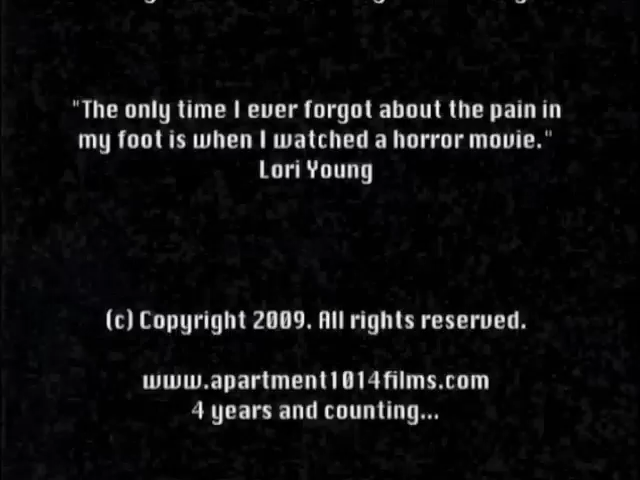 "The only time I ever forgot about the pain in
my foot is when I watched a horror movie."
Lori Young
(c) Copyright 2009. All rights reserved.
www.apartment1014films.com
4 years and counting...